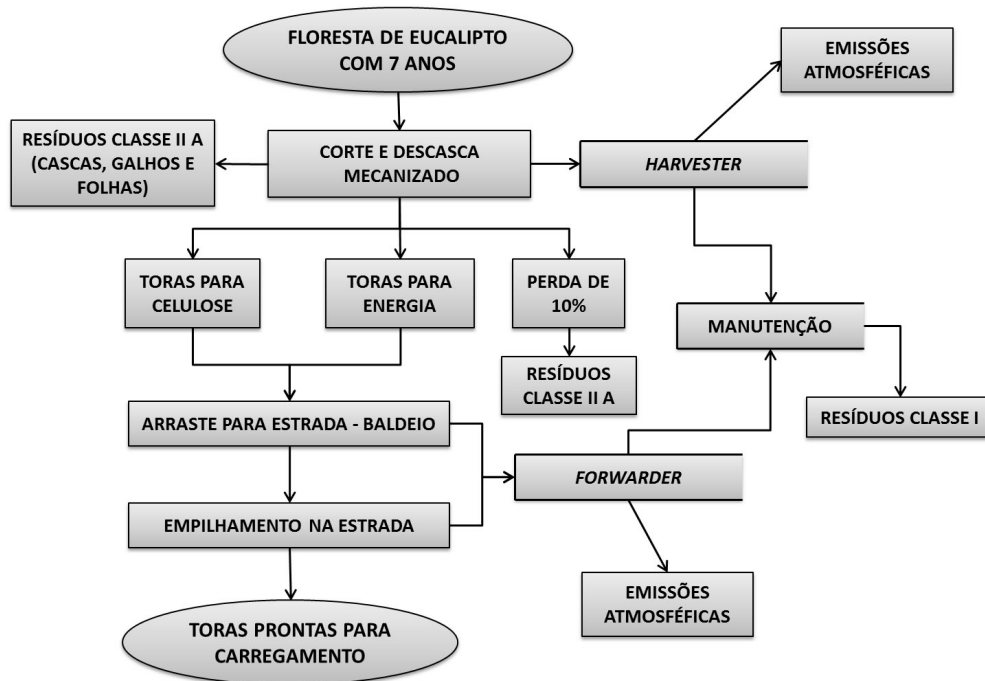 FLORESTA DE EUCALIPTO
COM 7 ANOS
EMISSÕES
ATMOSFÉFICAS
RESÍDUOS CLASSE II A
(CASCAS, GALHOS E
FOLHAS)
CORTE E DESCASCA
MECANIZADO
HARVESTER
TORAS PARA
CELULOSE
TORAS PARA
ENERGIA
PERDA DE
10%
MANUTENÇÃO
RESÍDUOS
CLASSE II A
RESÍDUOS CLASSE I
ARRASTE PARA ESTRADA - BALDEIO
FORWARDER
EMPILHAMENTO NA ESTRADA
EMISSÕES
ATMOSFÉFICAS
TORAS PRONTAS PARA
CARREGAMENTO